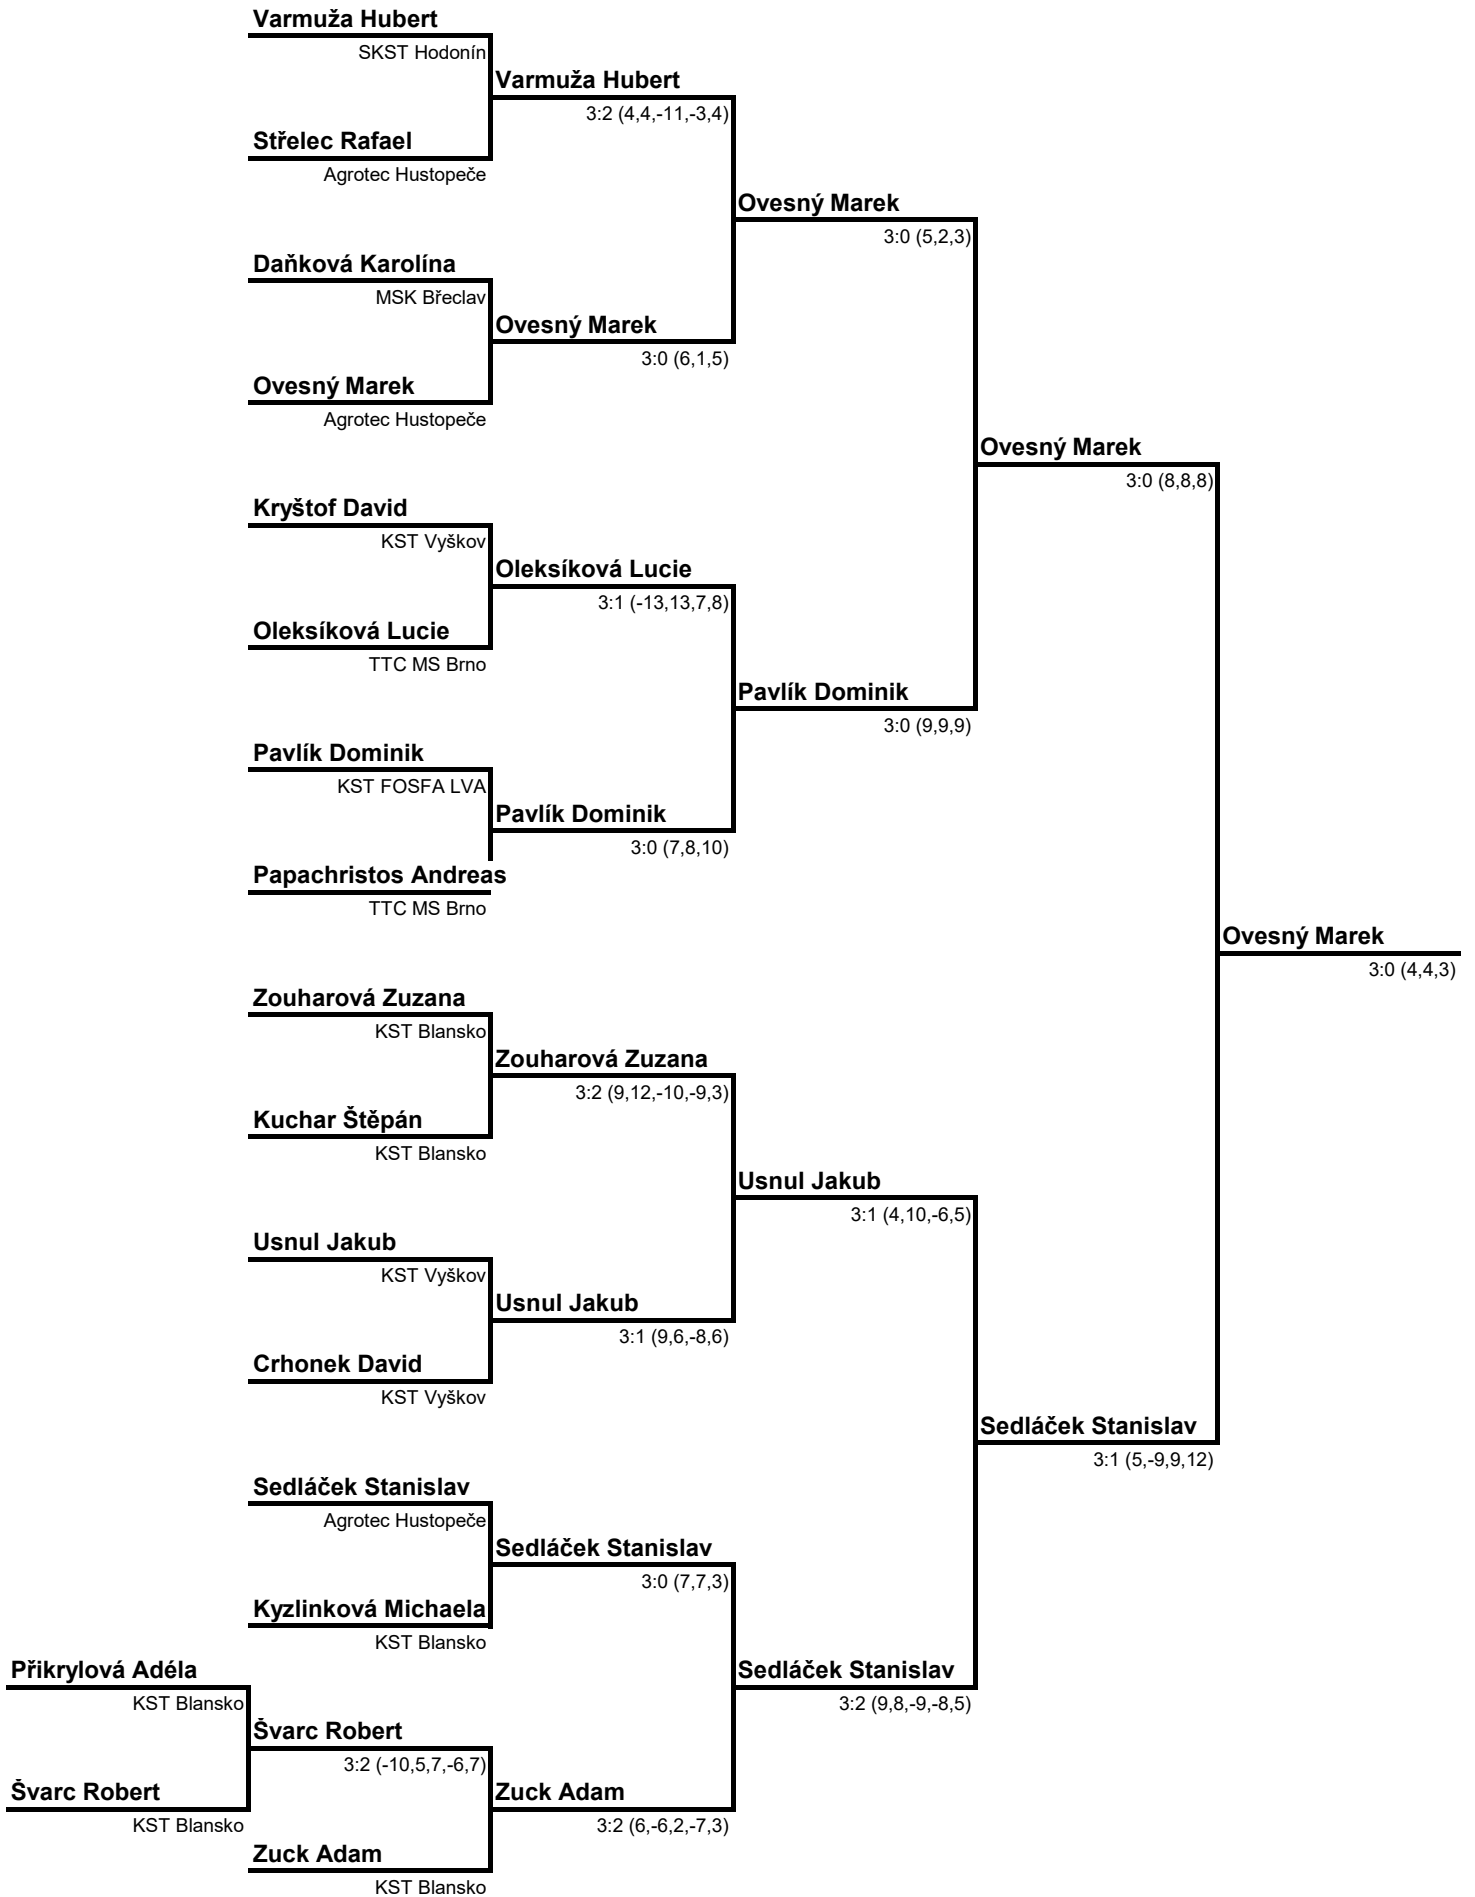 Varmuža Hubert
SKST Hodonín
Varmuža Hubert
3:2 (4,4,-11,-3,4)
Střelec Rafael
Agrotec Hustopeče
Ovesný Marek
3:0 (5,2,3)
Daňková Karolína
MSK Břeclav
Ovesný Marek
3:0 (6,1,5)
Ovesný Marek
Agrotec Hustopeče
Ovesný Marek
3:0 (8,8,8)
Kryštof David
KST Vyškov
Oleksíková Lucie
3:1 (-13,13,7,8)
Oleksíková Lucie
TTC MS Brno
Pavlík Dominik
3:0 (9,9,9)
Pavlík Dominik
KST FOSFA LVA
Pavlík Dominik
3:0 (7,8,10)
Papachristos Andreas
TTC MS Brno
Ovesný Marek
3:0 (4,4,3)
Zouharová Zuzana
KST Blansko
Zouharová Zuzana
3:2 (9,12,-10,-9,3)
Kuchar Štěpán
KST Blansko
Usnul Jakub
3:1 (4,10,-6,5)
Usnul Jakub
KST Vyškov
Usnul Jakub
3:1 (9,6,-8,6)
Crhonek David
KST Vyškov
Sedláček Stanislav
3:1 (5,-9,9,12)
Sedláček Stanislav
Agrotec Hustopeče
Sedláček Stanislav
3:0 (7,7,3)
Kyzlinková Michaela
KST Blansko
Přikrylová Adéla
KST Blansko
Sedláček Stanislav
3:2 (9,8,-9,-8,5)
Švarc Robert
3:2 (-10,5,7,-6,7)
Švarc Robert
KST Blansko
Zuck Adam
3:2 (6,-6,2,-7,3)
Zuck Adam
KST Blansko